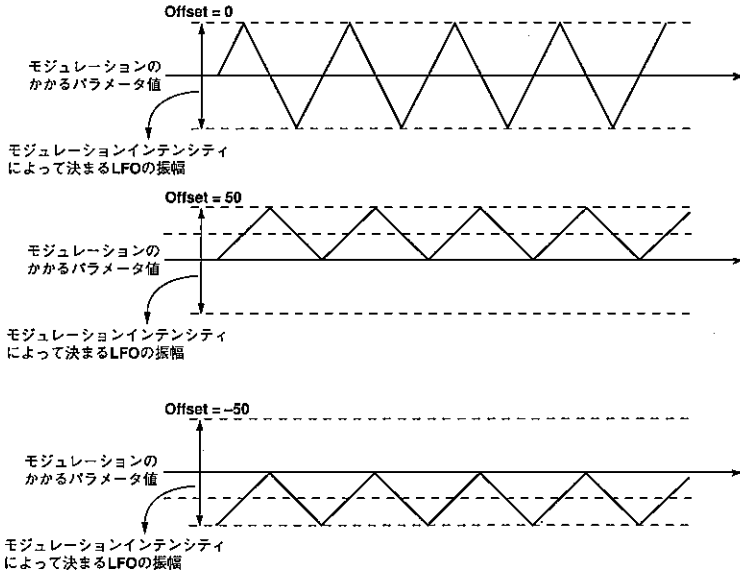 Offset = 0
モジュレーションの
かかるパラメータ値
モジュレーションインテンシティ
によって決まるLFOの振幅
Offset = 50
モジュレーションの
かかるパラメータ値
モジュレーションインテンシティ
によって決まるLFOの振幅
Offset = –50
モジュレーションの
かかるパラメータ値
モジュレーションインテンシティ
によって決まるLFOの振幅